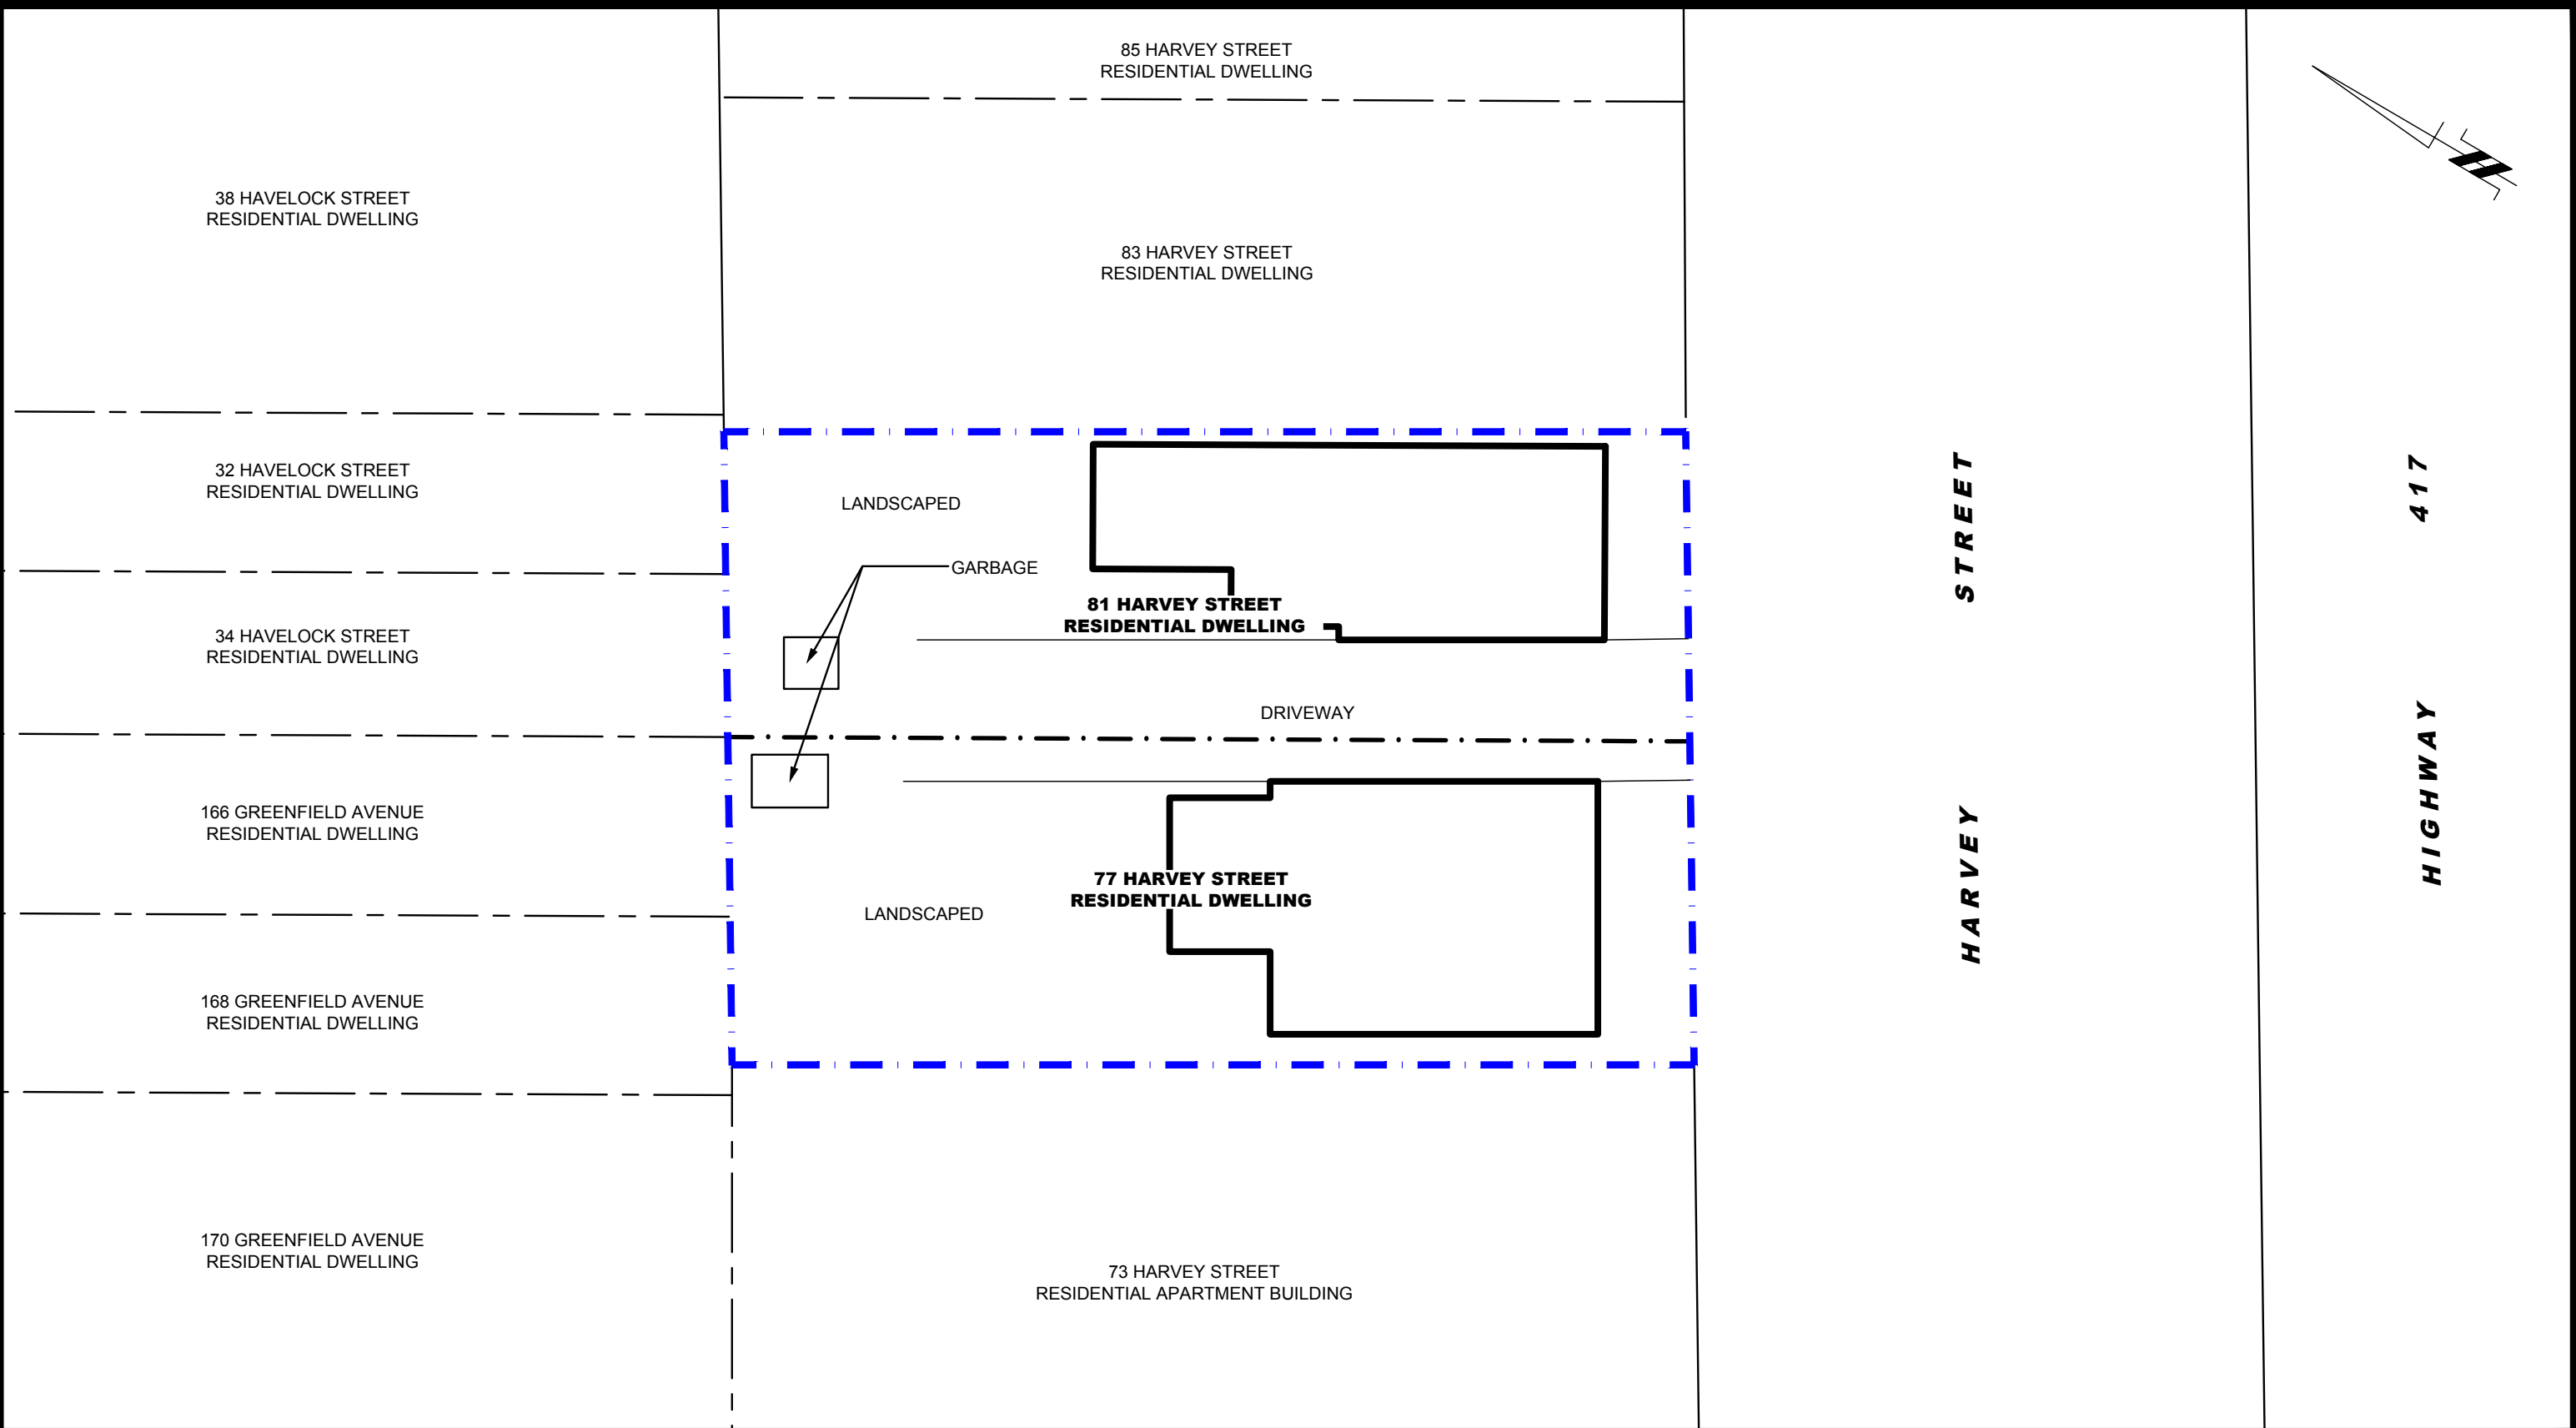 85 HARVEY STREET
RESIDENTIAL DWELLING
38 HAVELOCK STREET
RESIDENTIAL DWELLING
83 HARVEY STREET
RESIDENTIAL DWELLING
32 HAVELOCK STREET
RESIDENTIAL DWELLING
LANDSCAPED
GARBAGE
81 HARVEY STREET
RESIDENTIAL DWELLING
34 HAVELOCK STREET
RESIDENTIAL DWELLING
DRIVEWAY
166 GREENFIELD AVENUE
RESIDENTIAL DWELLING
77 HARVEY STREET
RESIDENTIAL DWELLING
LANDSCAPED
168 GREENFIELD AVENUE
RESIDENTIAL DWELLING
170 GREENFIELD AVENUE
RESIDENTIAL DWELLING
73 HARVEY STREET
RESIDENTIAL APARTMENT BUILDING
HARVEY STREET
HIGHWAY 417